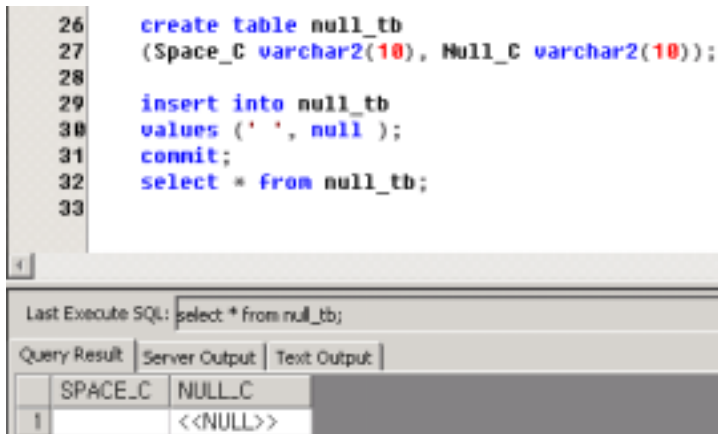 26 create table null_tb
27 (Space_C varchar2(10), Null_C varchar2(10));
28
29 insert into null_tb
30 values (' ', null );
31 commit;
32 select * from null_tb;
33
Last Execute SQL: select * from null_tb;
Query Result Server Output Text Output
SPACE_C NULL_C
1 <<NULL>>